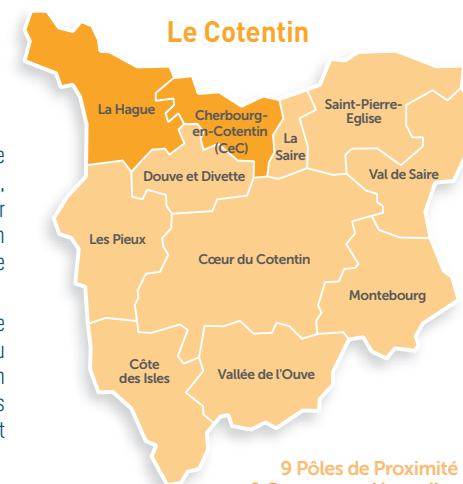 Le Cotentin
La Hague
Cherbourg-
en-Cotentin
(CeC)
La
Saire
Saint-Pierre-
Eglise
Val de Saire
Douve et Divette
Les Pieux
Cœur du Cotentin
Montebourg
Côte
des Isles
Vallée de l'Ouve
9 Pôles de Proximité